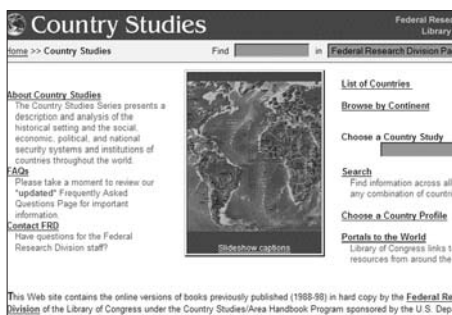 Country Studies
Federal Resea
Library
Home >> Country Studies
Find
in
Federal Research Division Pa
About Country Studies
The Country Studies Series presents a
description and analysis of the
historical setting and the social,
economic, political, and national
security systems and institutions of
countries throughout the world.
FAQs
Please take a moment to review our
*updated* Frequently Asked
Questions Page for important
information.
Contact FRD
Have questions for the Federal
Research Division staff?
Slideshow captions
List of Countries
Browse by Continent
Choose a Country Study
Search
Find information across all
any combination of countri
Choose a Country Profile
Portals to the World
Library of Congress links t
resources from around the
This Web site contains the online versions of books previously published (1988-98) in hard copy by the Federal Re
Division of the Library of Congress under the Country Studies/Area Handbook Program sponsored by the U.S. Dep